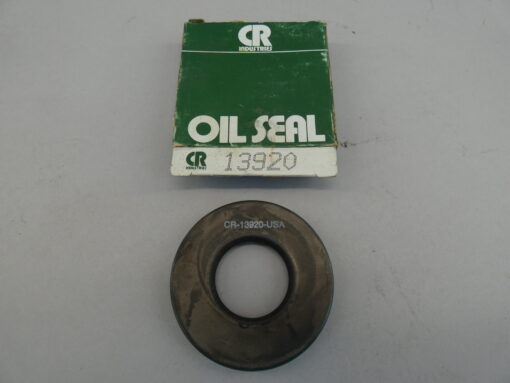 CR
INDUSTRIES
OIL SEAL
CR
INDUSTRIES
13920
CR-13920-USA